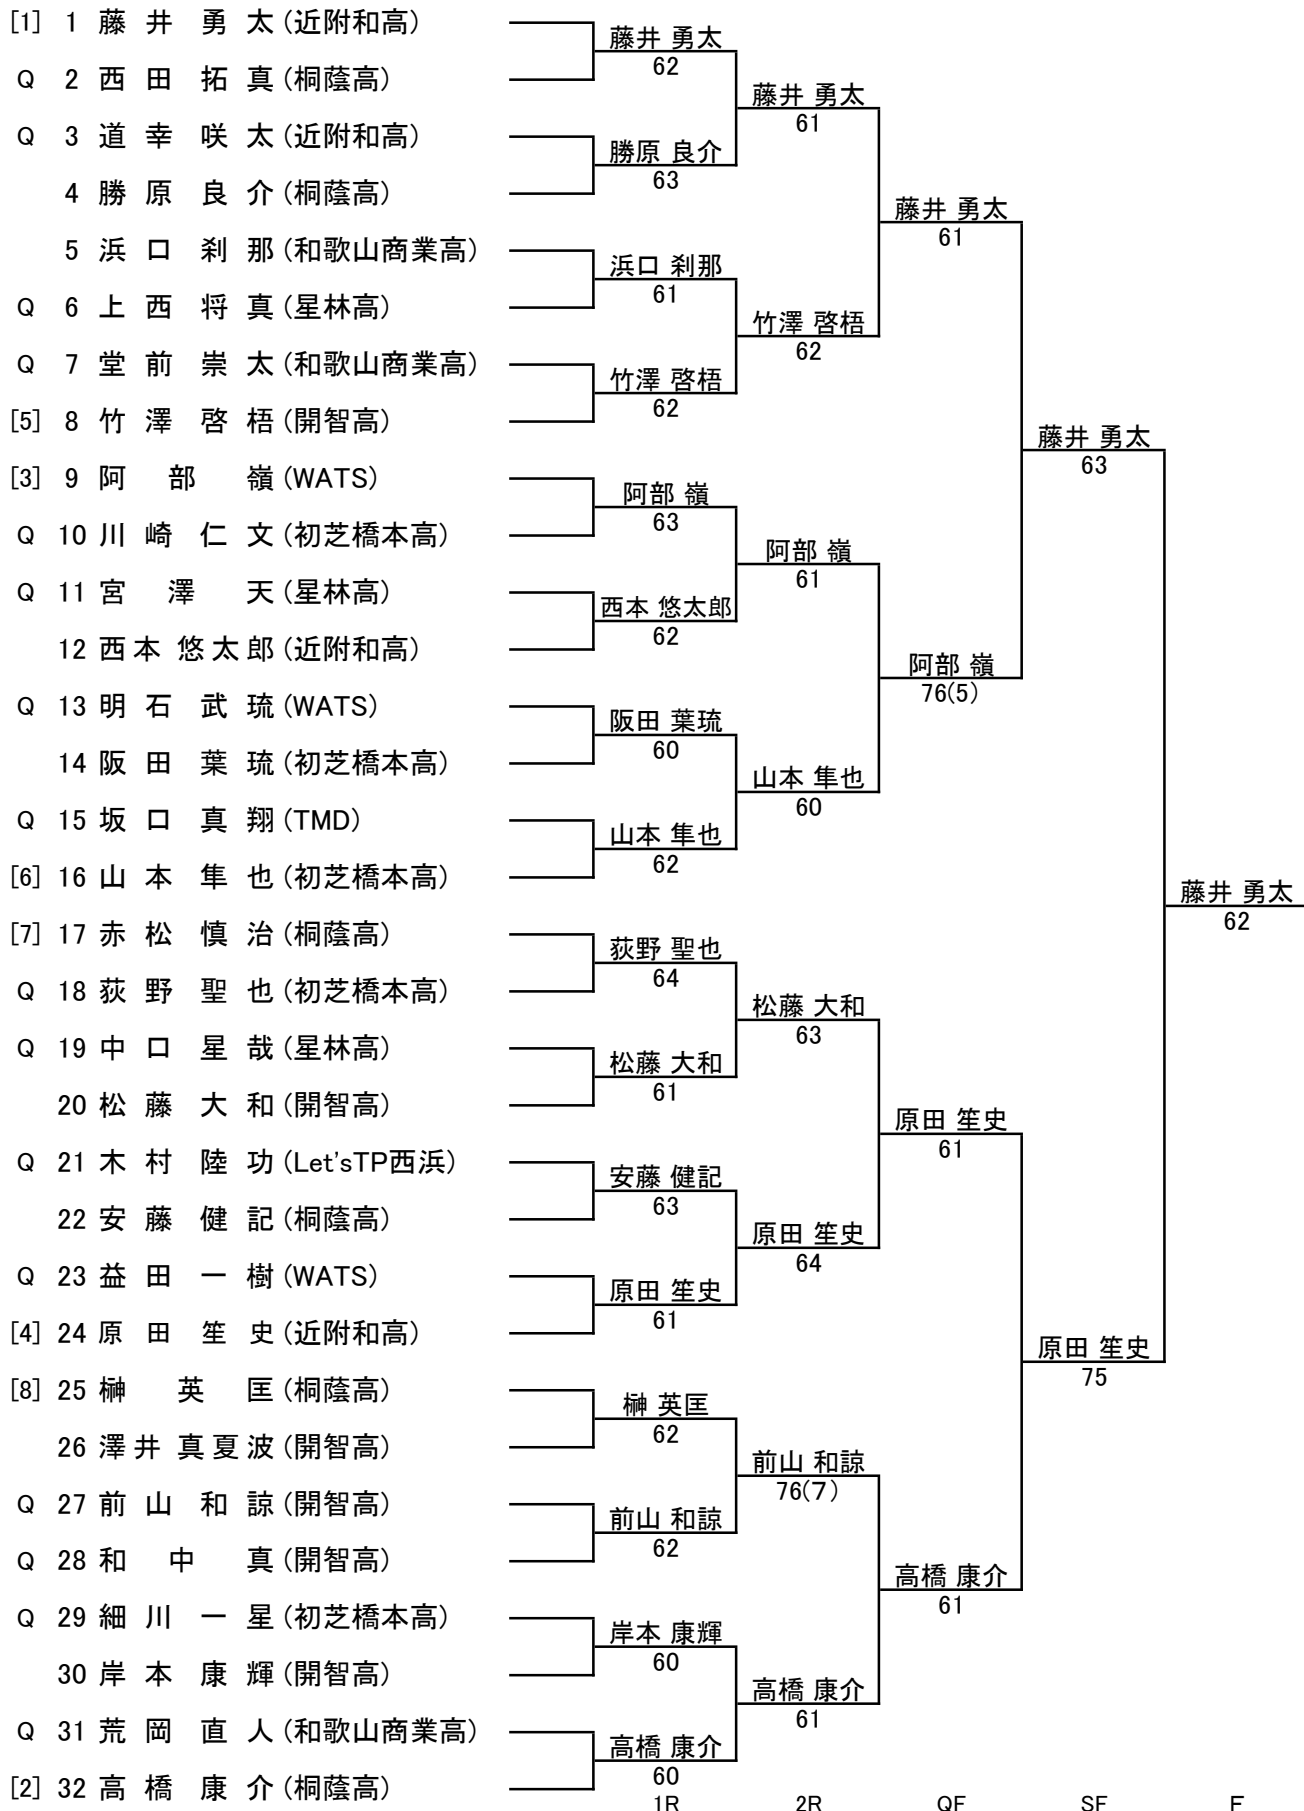 [1] 1 藤井 勇太 (近附和高)
藤井 勇太
62
Q 2 西田 拓真 (桐蔭高)
藤井 勇太
61
Q 3 道幸 咲太 (近附和高)
勝原 良介
63
4 勝原 良介 (桐蔭高)
藤井 勇太
61
5 浜口 刹那 (和歌山商業高)
浜口 刹那
61
Q 6 上西 将真 (星林高)
竹澤 啓梧
62
Q 7 堂前 崇太 (和歌山商業高)
竹澤 啓梧
62
[5] 8 竹澤 啓梧 (開智高)
藤井 勇太
63
[3] 9 阿部 嶺 (WATS)
阿部 嶺
63
Q 10 川崎 仁文 (初芝橋本高)
阿部 嶺
61
Q 11 宮澤 天 (星林高)
西本 悠太郎
62
12 西本 悠太郎 (近附和高)
阿部 嶺
76(5)
Q 13 明石 武琉 (WATS)
阪田 葉琉
60
14 阪田 葉琉 (初芝橋本高)
山本 隼也
60
Q 15 坂口 真翔 (TMD)
山本 隼也
62
[6] 16 山本 隼也 (初芝橋本高)
藤井 勇太
62
[7] 17 赤松 慎治 (桐蔭高)
荻野 聖也
64
Q 18 荻野 聖也 (初芝橋本高)
松藤 大和
63
Q 19 中口 星哉 (星林高)
松藤 大和
61
20 松藤 大和 (開智高)
原田 笙史
61
Q 21 木村 陸功 (Let'sTP西浜)
安藤 健記
63
22 安藤 健記 (桐蔭高)
原田 笙史
64
Q 23 益田 一樹 (WATS)
原田 笙史
61
[4] 24 原田 笙史 (近附和高)
原田 笙史
75
[8] 25 榊 英匡 (桐蔭高)
榊 英匡
62
26 澤井 真夏波 (開智高)
前山 和諒
76(7)
Q 27 前山 和諒 (開智高)
前山 和諒
62
Q 28 和中 真 (開智高)
高橋 康介
61
Q 29 細川 一星 (初芝橋本高)
岸本 康輝
60
30 岸本 康輝 (開智高)
高橋 康介
61
Q 31 荒岡 直人 (和歌山商業高)
高橋 康介
60
[2] 32 高橋 康介 (桐蔭高)
1R 2R QF SF F